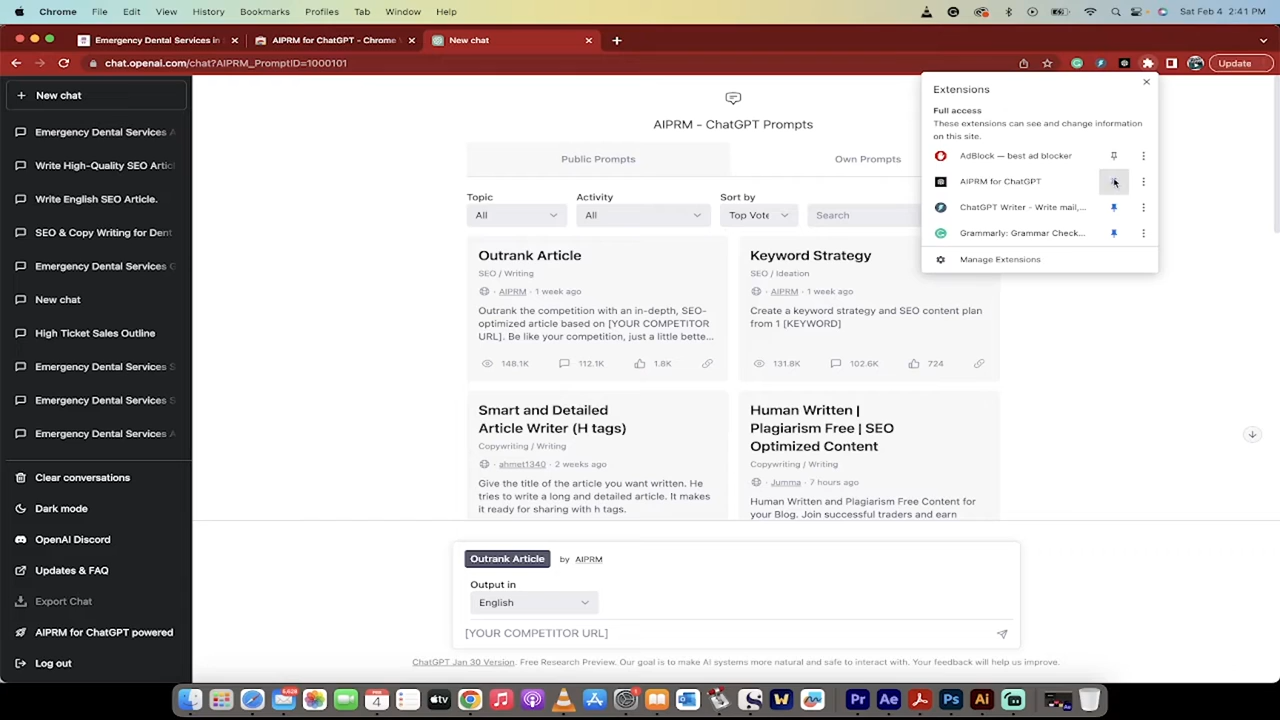 Chrome File Edit View History Bookmarks Profiles Tab Window Help Sat Feb 4 2:41 PM
Emergency Dental Services in AIPRM for ChatGPT - Chrome New chat
chat.openai.com/chat?AIPRM_PromptID=1000101 Update
New chat
Emergency Dental Services A
Write High-Quality SEO Artic
Write English SEO Article.
SEO & Copy Writing for Dent
Emergency Dental Services G
New chat
High Ticket Sales Outline
Emergency Dental Services S
Emergency Dental Services S
Emergency Dental Services A
Clear conversations
Dark mode
OpenAI Discord
Updates & FAQ
Export Chat
AIPRM for ChatGPT powered
Log out
AIPRM - ChatGPT Prompts
Public Prompts Own Prompts
Topic Activity Sort by
All All Top Vote Search
Outrank Article
SEO / Writing
AIPRM · 1 week ago
Outrank the competition with an in-depth, SEO-
optimized article based on [YOUR COMPETITOR
URL]. Be like your competition, just a little bette...
148.1K 112.1K 1.8K
Keyword Strategy
SEO / Ideation
AIPRM · 1 week ago
Create a keyword strategy and SEO content plan
from 1 [KEYWORD]
131.8K 102.6K 724
Smart and Detailed
Article Writer (H tags)
Copywriting / Writing
ahmet1340 · 2 weeks ago
Give the title of the article you want written. He
tries to write a long and detailed article. It makes
it ready for sharing with h tags.
Human Written |
Plagiarism Free | SEO
Optimized Content
Copywriting / Writing
Jumma · 7 hours ago
Human Written and Plagiarism Free Content for
your Blog. Join successful traders and earn
Extensions
Full access
These extensions can see and change information
on this site.
AdBlock — best ad blocker
AIPRM for ChatGPT
ChatGPT Writer - Write mail,...
Grammarly: Grammar Check...
Manage Extensions
Outrank Article by AIPRM
Output in
English
[YOUR COMPETITOR URL]
ChatGPT Jan 30 Version. Free Research Preview. Our goal is to make AI systems more natural and safe to interact with. Your feedback will help us improve.